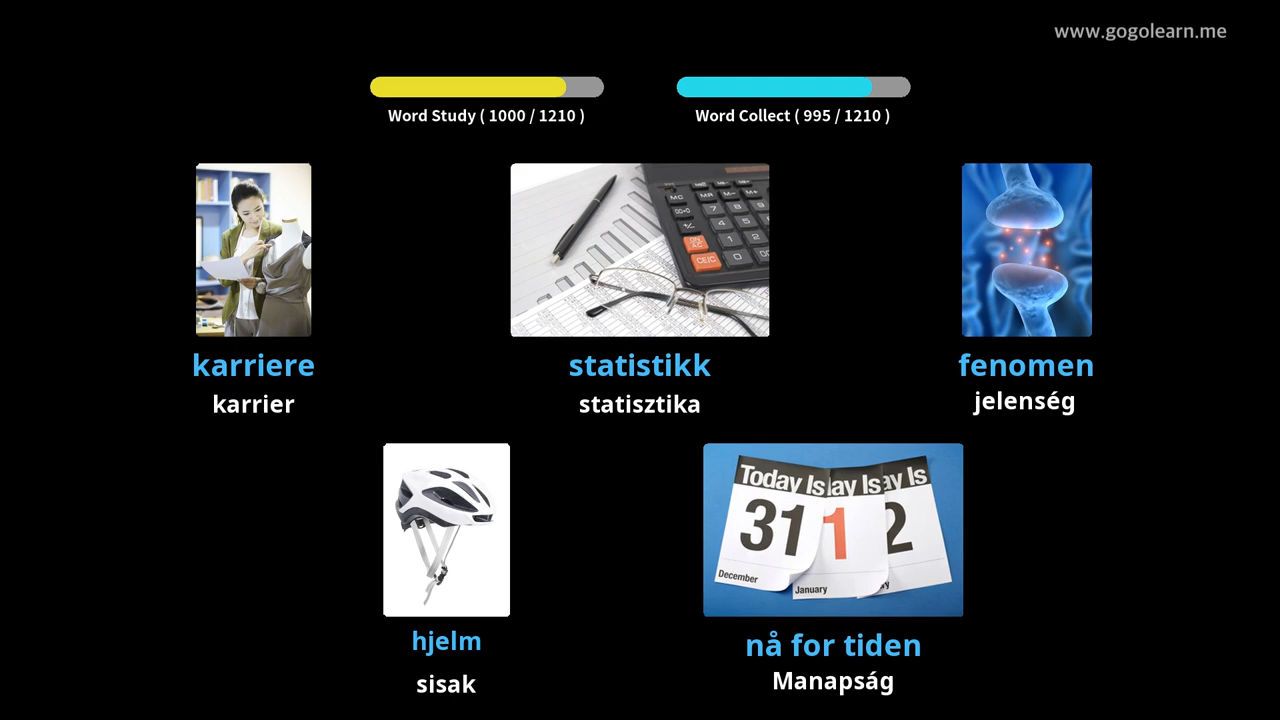 www.gogolearn.me
Word Study ( 1000 / 1210 )
Word Collect ( 995 / 1210 )
karriere
karrier
statistikk
statisztika
fenomen
jelenség
hjelm
sisak
Today Is
31
December
ay Is
1
January
ay Is
2
nå for tiden
Manapság